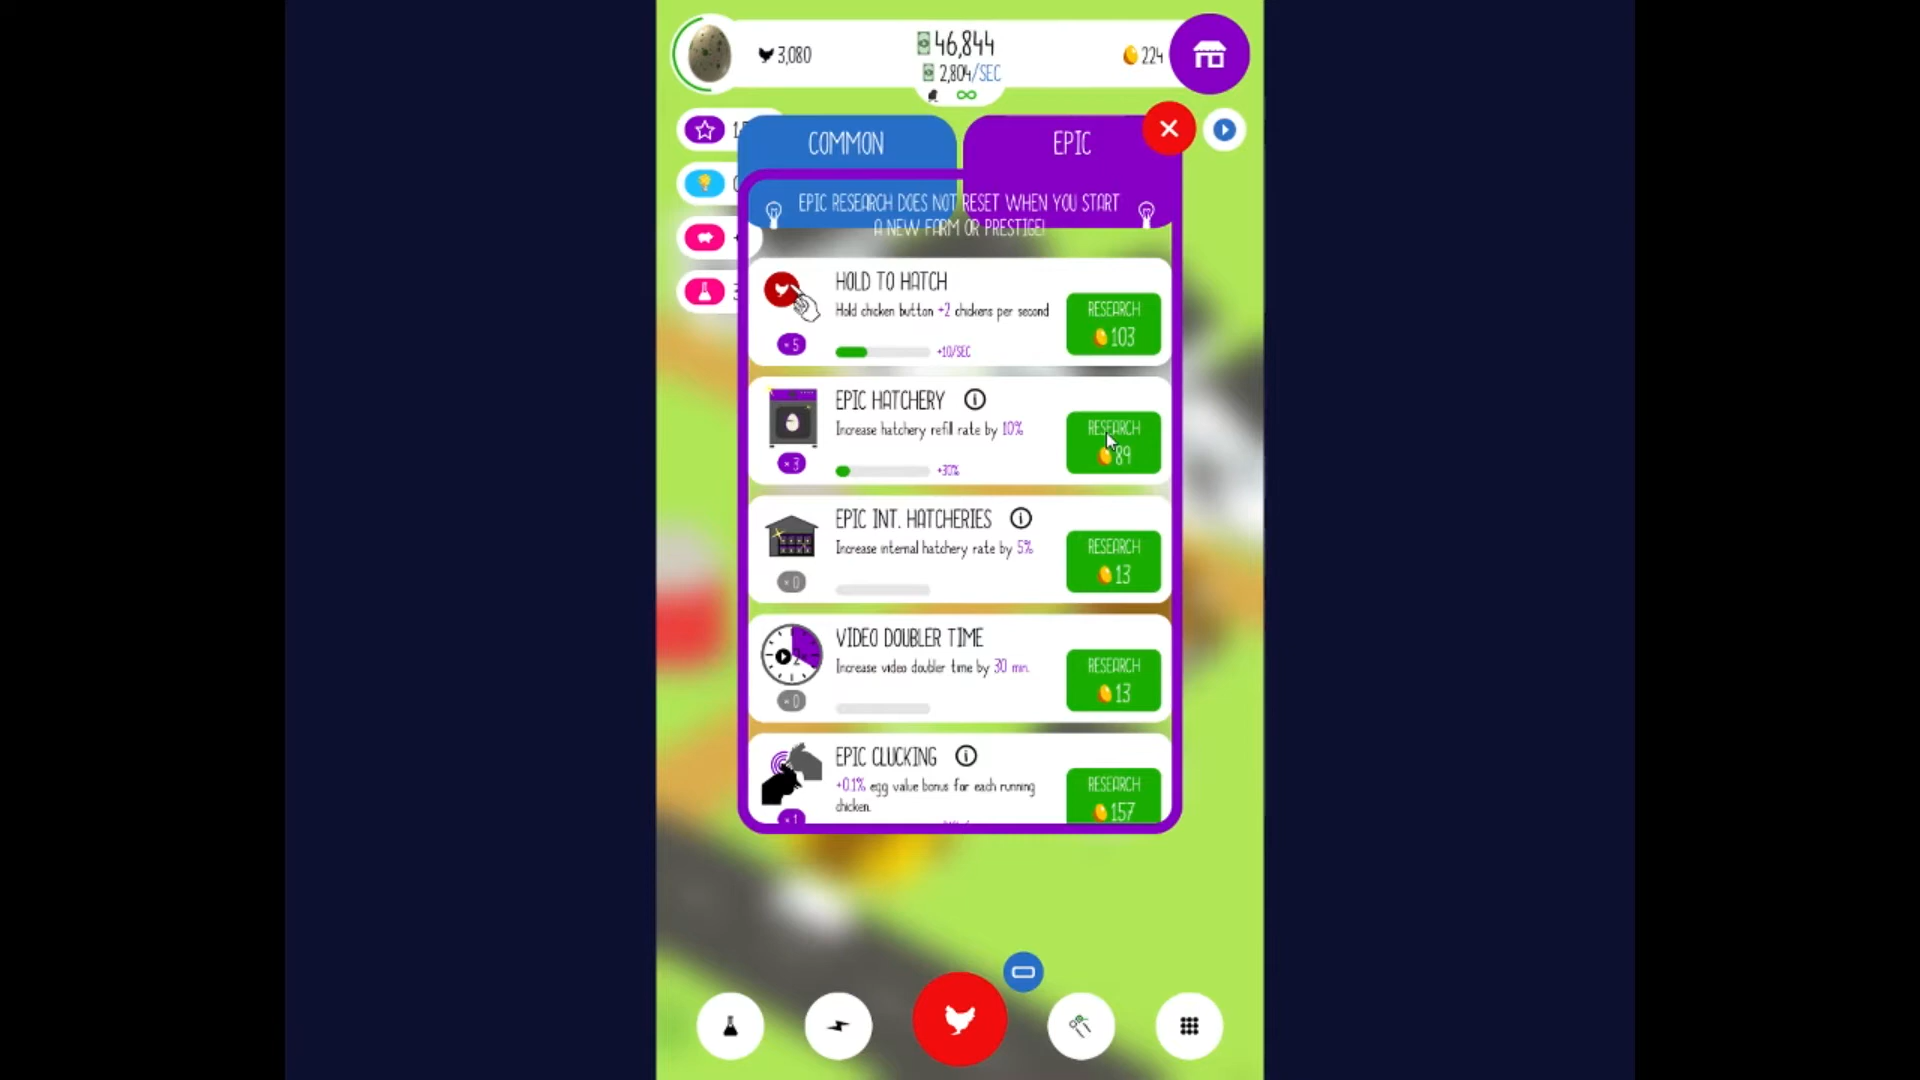 3,080
46,844
2,804/SEC
224
COMMON
EPIC
EPIC RESEARCH DOES NOT RESET WHEN YOU START
A NEW FARM OR PRESTIGE!
HOLD TO HATCH
Hold chicken button +2 chickens per second
×5
+10/SEC
RESEARCH
103
EPIC HATCHERY
Increase hatchery refill rate by 10%
×3
+30%
RESEARCH
89
EPIC INT. HATCHERIES
Increase internal hatchery rate by 5%
×0
RESEARCH
13
VIDEO DOUBLER TIME
Increase video doubler time by 30 min.
×0
RESEARCH
13
EPIC CLUCKING
+0.1% egg value bonus for each running
chicken.
×1
RESEARCH
157